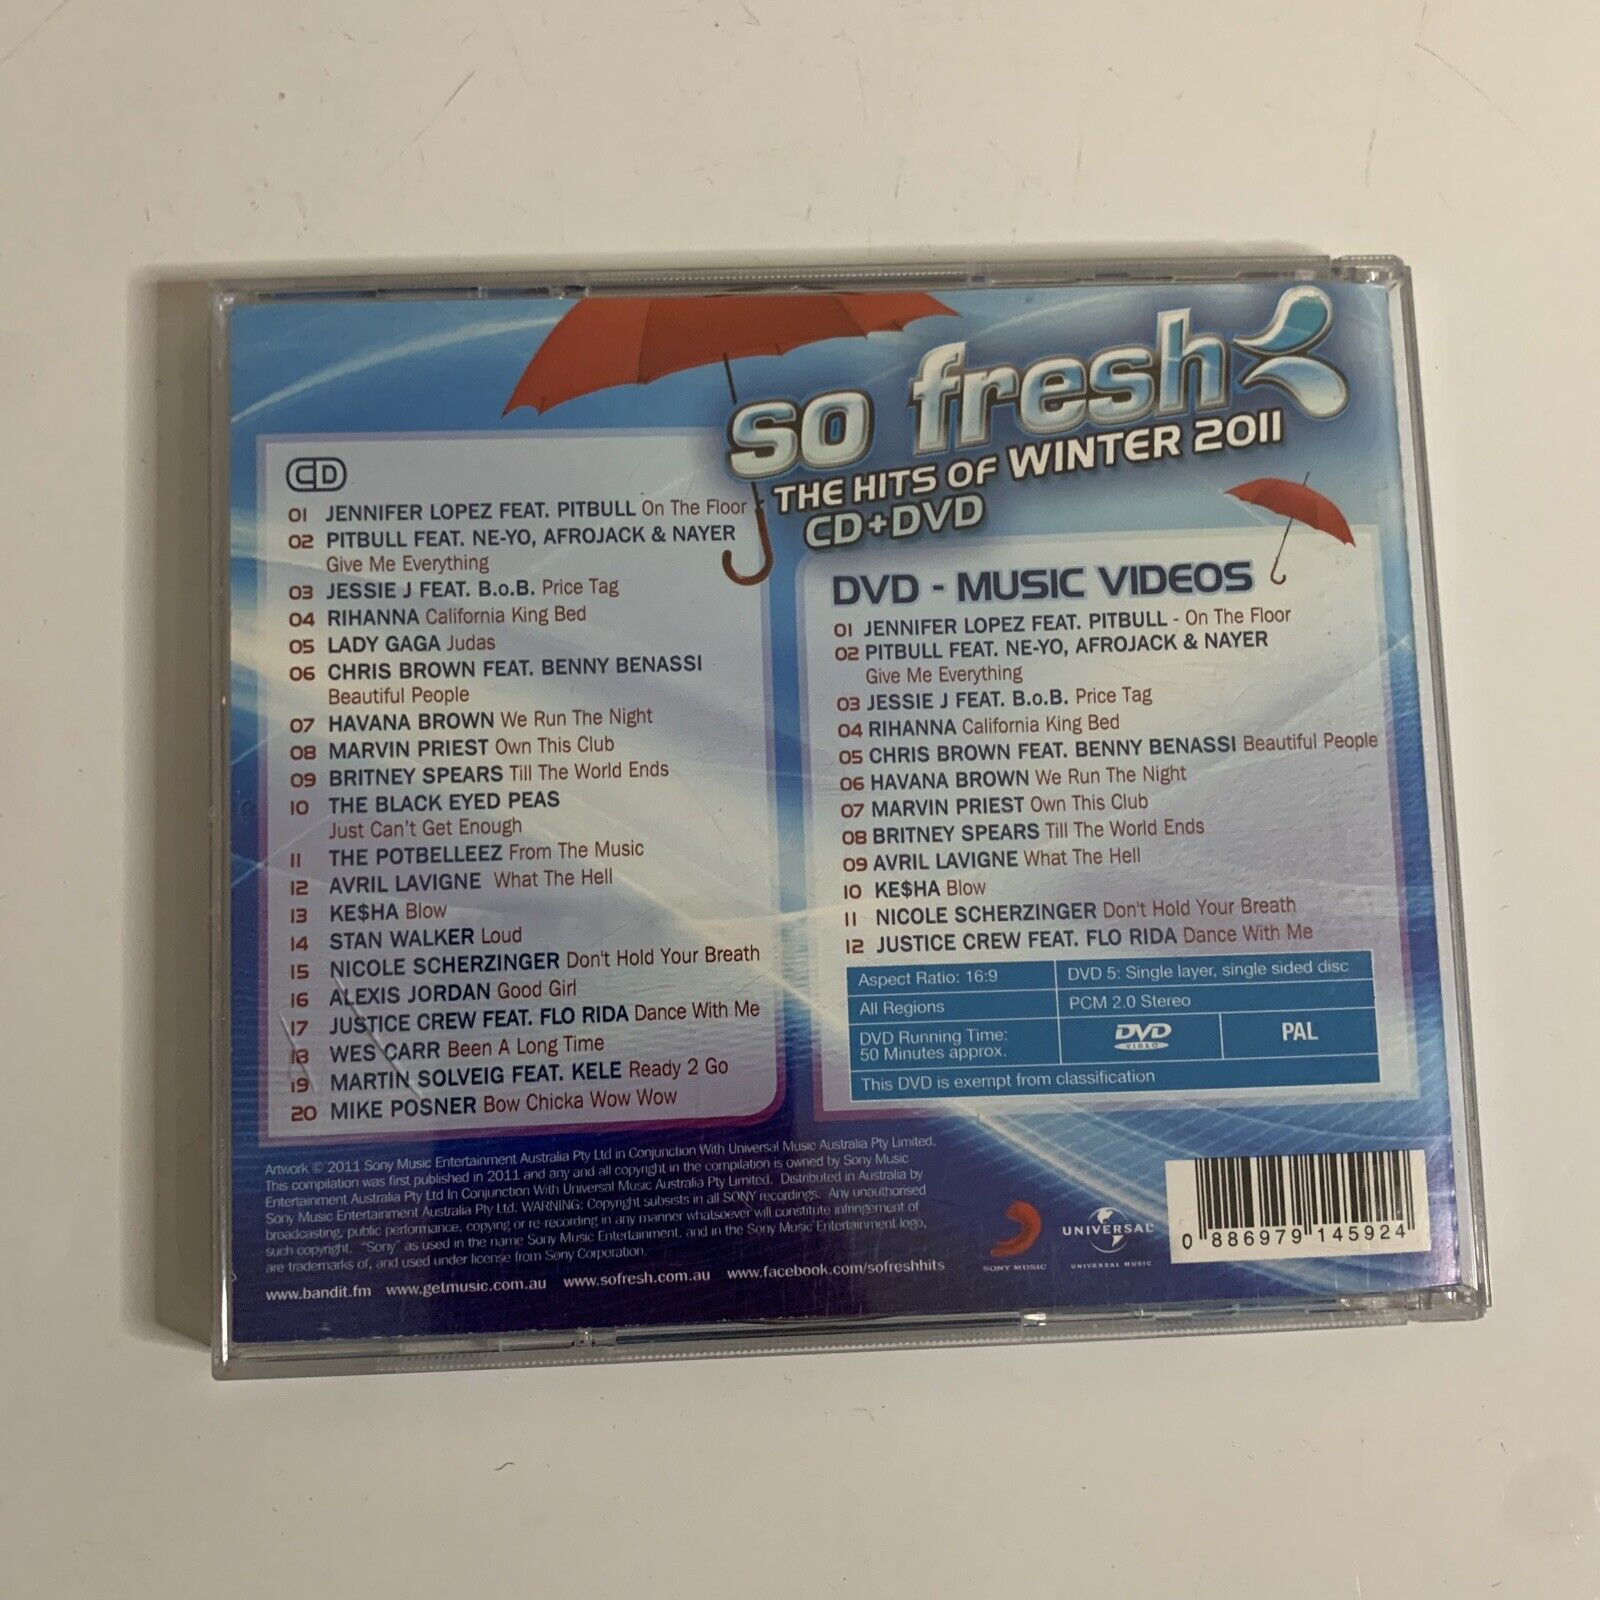 so fresh
THE HITS OF WINTER 2011
CD+DVD
CD
01 JENNIFER LOPEZ FEAT. PITBULL On The Floor
02 PITBULL FEAT. NE-YO, AFROJACK & NAYER
Give Me Everything
03 JESSIE J FEAT. B.o.B. Price Tag
04 RIHANNA California King Bed
05 LADY GAGA Judas
06 CHRIS BROWN FEAT. BENNY BENASSI
Beautiful People
07 HAVANA BROWN We Run The Night
08 MARVIN PRIEST Own This Club
09 BRITNEY SPEARS Till The World Ends
10 THE BLACK EYED PEAS
Just Can't Get Enough
11 THE POTBELLEEZ From The Music
12 AVRIL LAVIGNE What The Hell
13 KE$HA Blow
14 STAN WALKER Loud
15 NICOLE SCHERZINGER Don't Hold Your Breath
16 ALEXIS JORDAN Good Girl
17 JUSTICE CREW FEAT. FLO RIDA Dance With Me
18 WES CARR Been A Long Time
19 MARTIN SOLVEIG FEAT. KELE Ready 2 Go
20 MIKE POSNER Bow Chicka Wow Wow
DVD - MUSIC VIDEOS
01 JENNIFER LOPEZ FEAT. PITBULL - On The Floor
02 PITBULL FEAT. NE-YO, AFROJACK & NAYER
Give Me Everything
03 JESSIE J FEAT. B.o.B. Price Tag
04 RIHANNA California King Bed
05 CHRIS BROWN FEAT. BENNY BENASSI Beautiful People
06 HAVANA BROWN We Run The Night
07 MARVIN PRIEST Own This Club
08 BRITNEY SPEARS Till The World Ends
09 AVRIL LAVIGNE What The Hell
10 KE$HA Blow
11 NICOLE SCHERZINGER Don't Hold Your Breath
12 JUSTICE CREW FEAT. FLO RIDA Dance With Me
Aspect Ratio: 16:9
DVD 5: Single layer, single sided disc
All Regions
PCM 2.0 Stereo
DVD Running Time:
50 Minutes approx.
DVD
VIDEO
PAL
This DVD is exempt from classification
Artwork © 2011 Sony Music Entertainment Australia Pty Ltd in Conjunction With Universal Music Australia Pty Limited.
This compilation was first published in 2011 and any and all copyright in the compilation is owned by Sony Music
Entertainment Australia Pty Ltd In Conjunction With Universal Music Australia Pty Limited. Distributed in Australia by
Sony Music Entertainment Australia Pty Ltd. WARNING: Copyright subsists in all SONY recordings. Any unauthorised
broadcasting, public performance, copying or re-recording in any manner whatsoever will constitute infringement of
such copyright. "Sony" as used in the name Sony Music Entertainment, and in the Sony Music Entertainment logo,
are trademarks of, and used under license from Sony Corporation.
www.bandit.fm www.getmusic.com.au www.sofresh.com.au www.facebook.com/sofreshhits
SONY MUSIC
UNIVERSAL
UNIVERSAL MUSIC
0 886979 145924